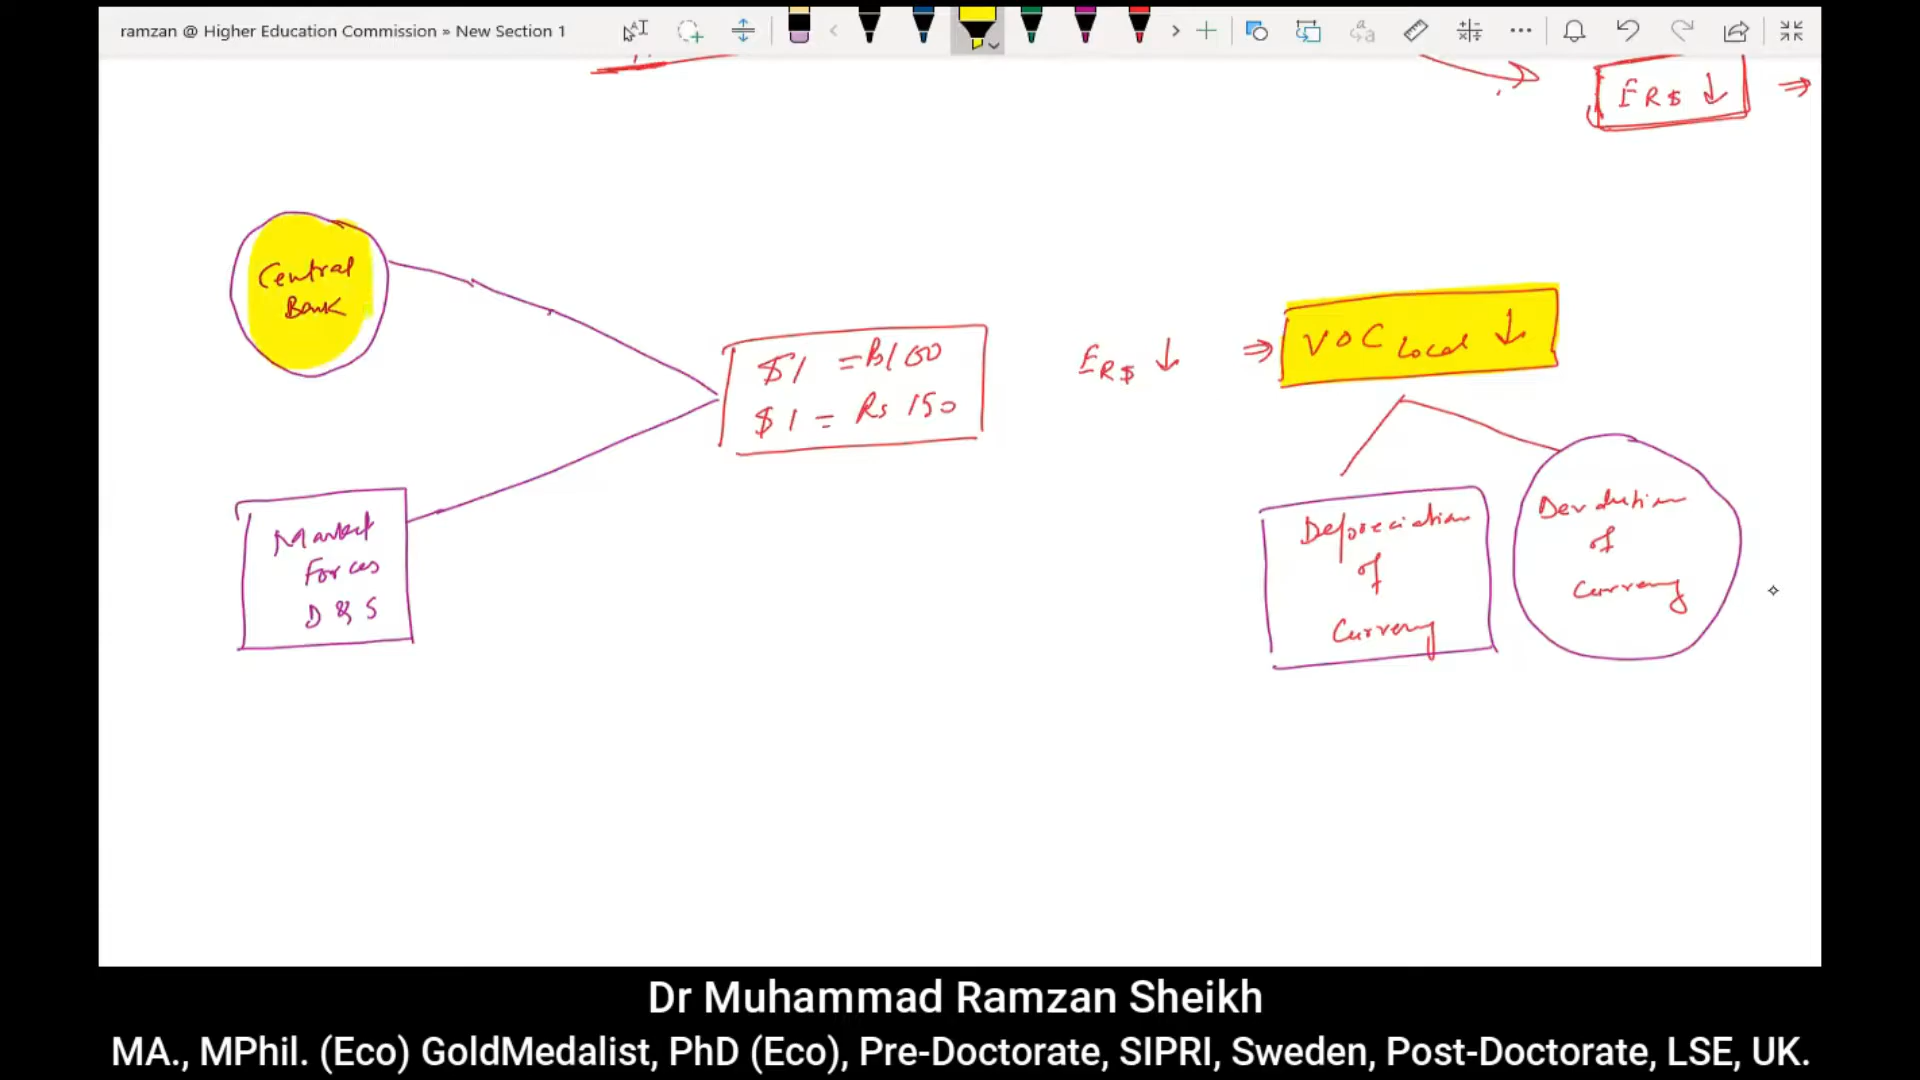 ramzan @ Higher Education Commission » New Section 1
ER$ ↓ ⇒
Central
Bank
$1 = Rs 100
$1 = Rs 150
ER$ ↓ ⇒ VOC Local ↓
Market
Forces
D & S
Depreciation
of
Currency
Devalution
of
Currency
Dr Muhammad Ramzan Sheikh
MA., MPhil. (Eco) GoldMedalist, PhD (Eco), Pre-Doctorate, SIPRI, Sweden, Post-Doctorate, LSE, UK.